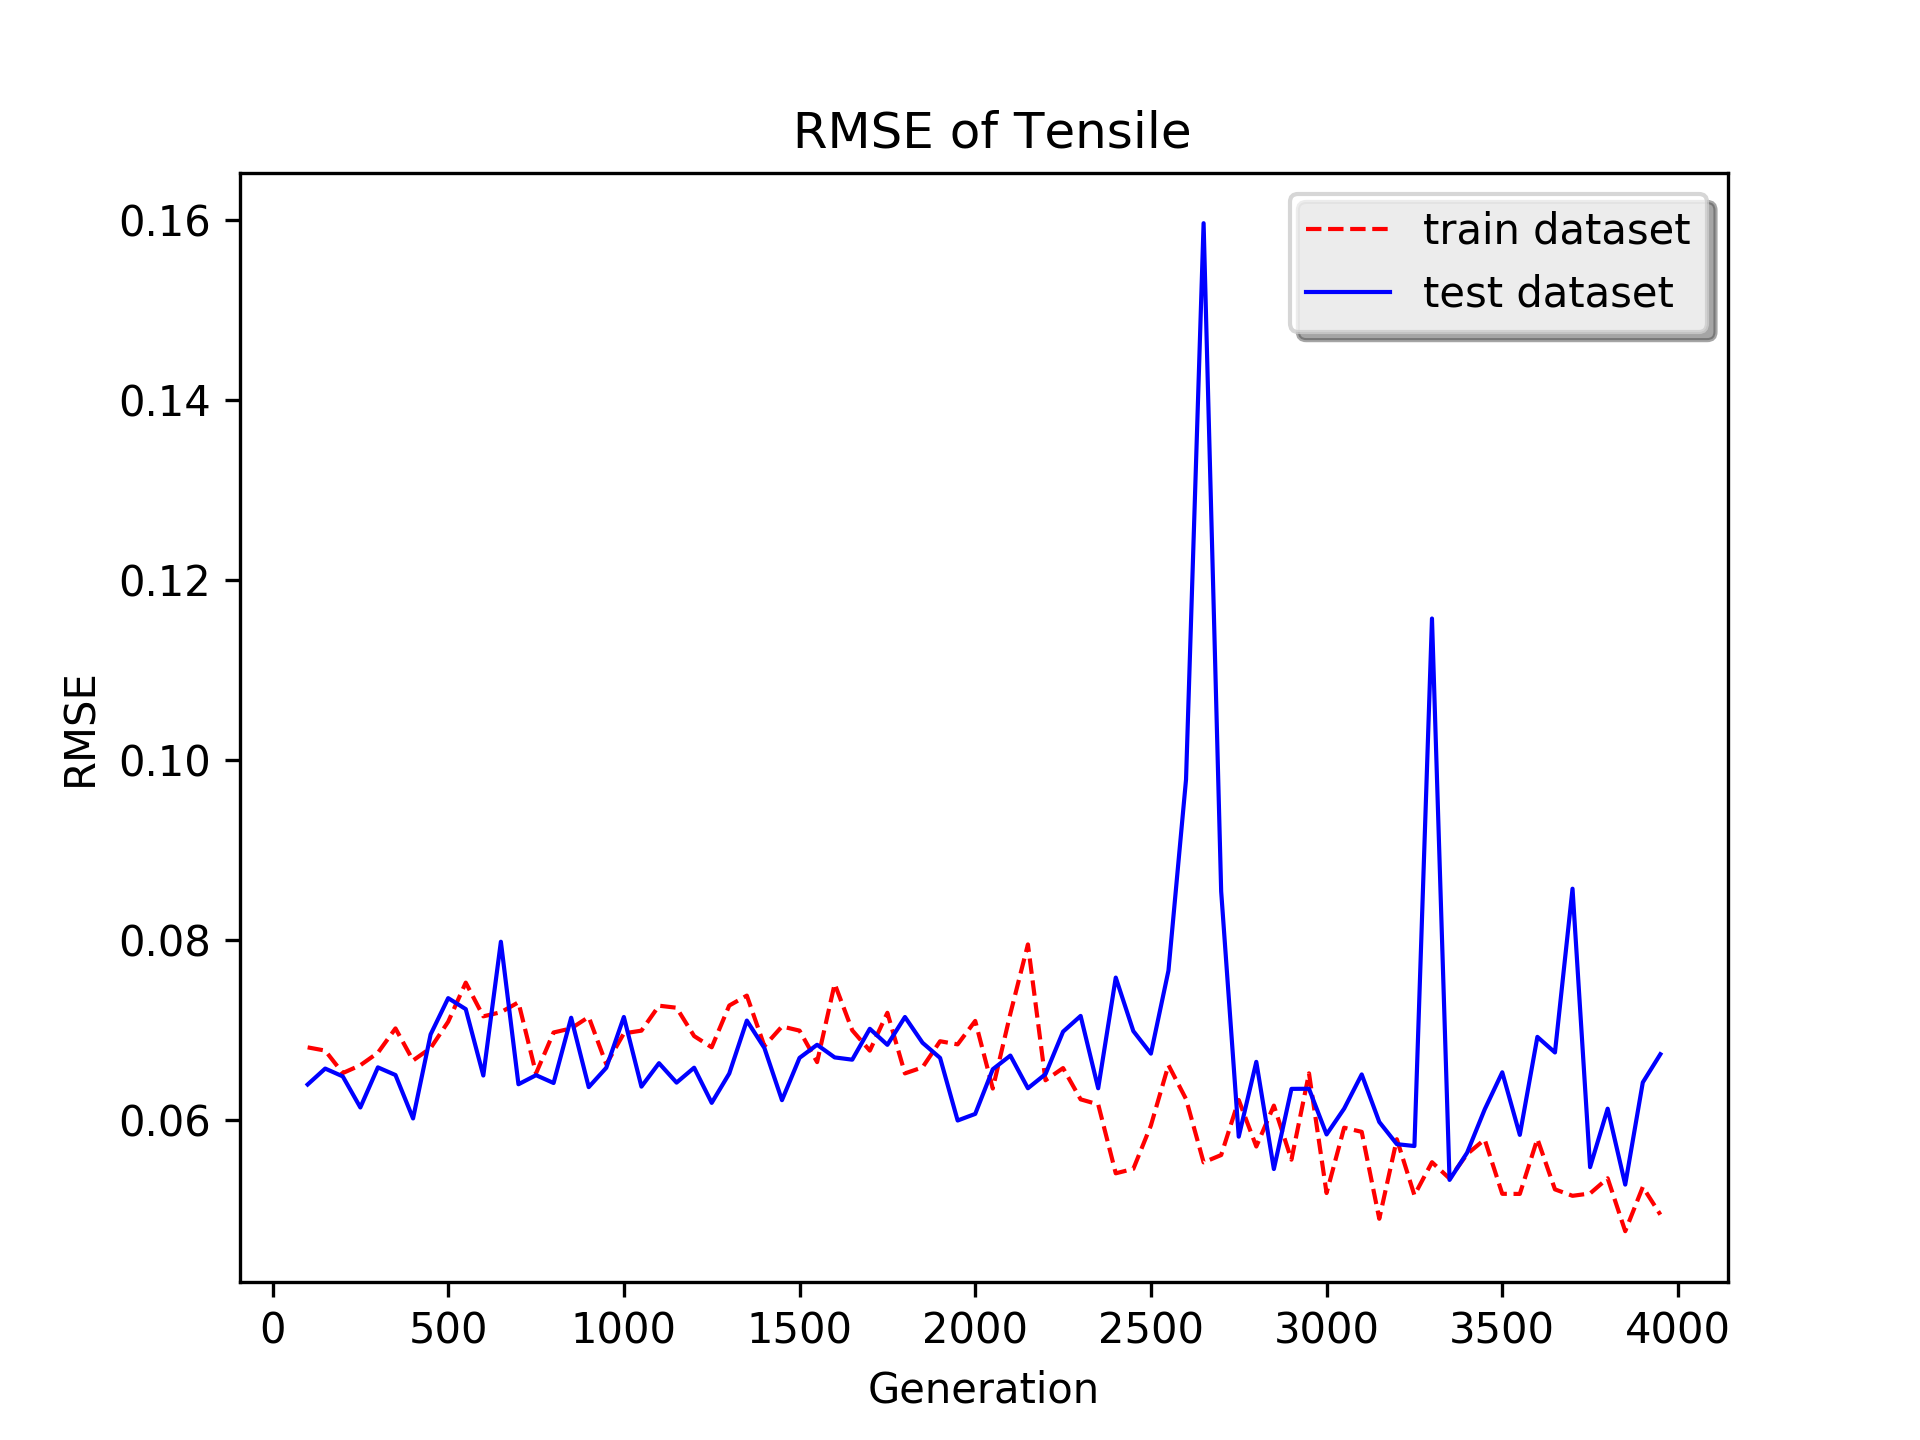 RMSE of Tensile
train dataset
test dataset
0.16
0.14
0.12
0.10
0.08
0.06
RMSE
0 500 1000 1500 2000 2500 3000 3500 4000
Generation